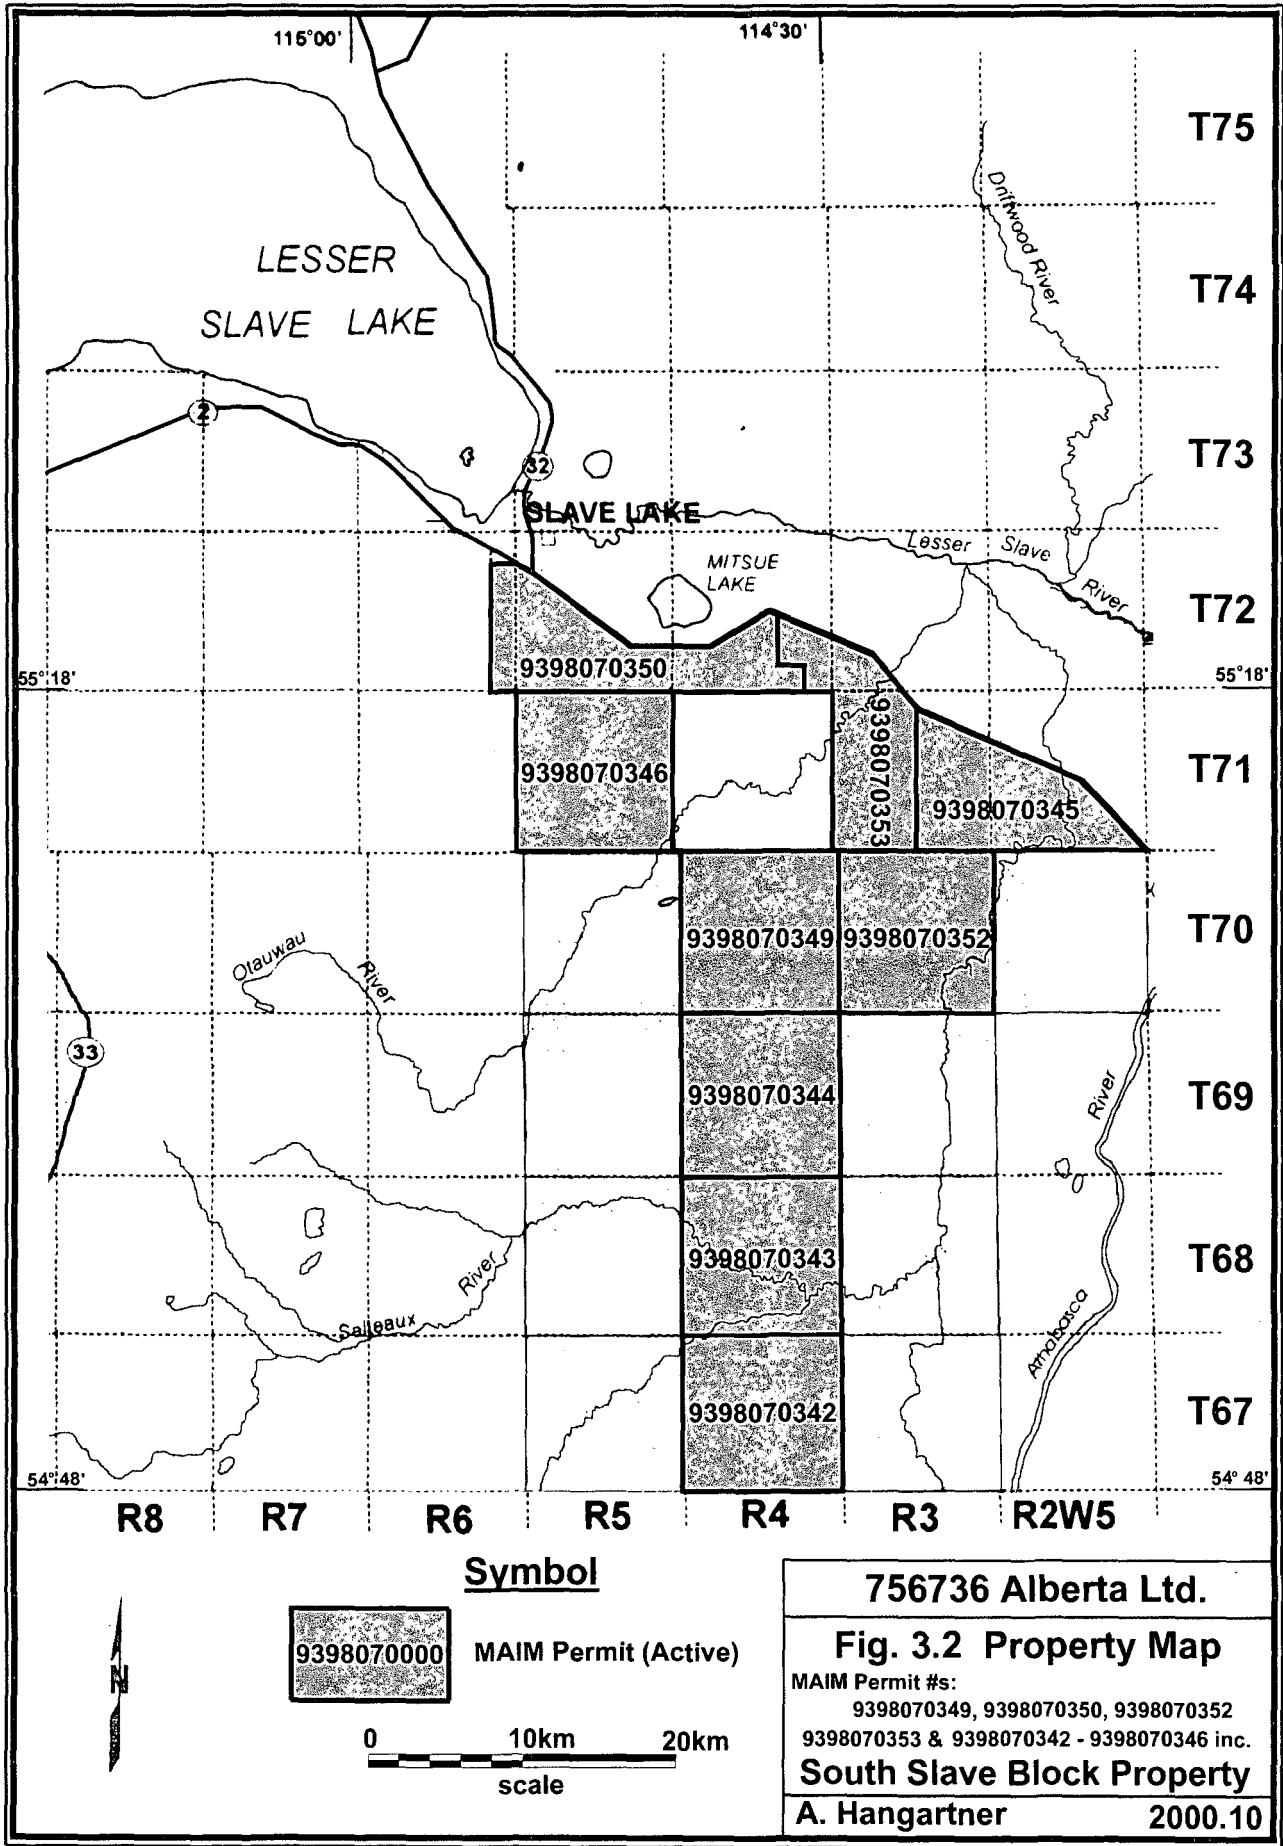 115°00'
114°30'
T75
Driftwood River
LESSER
SLAVE LAKE
T74
2
T73
32
SLAVE LAKE
Lesser Slave River
MITSUE
LAKE
T72
9398070350
55°18'
55°18'
9398070346
9398070353
T71
9398070345
9398070349
9398070352
T70
Otauwau River
33
9398070344
River
T69
9398070343
T68
River
Athabasca
9398070342
T67
54°48'
54°48'
R8
R7
R6
R5
R4
R3
R2W5
Symbol
9398070000
MAIM Permit (Active)
N
0
10km
20km
scale
756736 Alberta Ltd.
Fig. 3.2 Property Map
MAIM Permit #s:
9398070349, 9398070350, 9398070352
9398070353 & 9398070342 - 9398070346 inc.
South Slave Block Property
A. Hangartner 2000.10